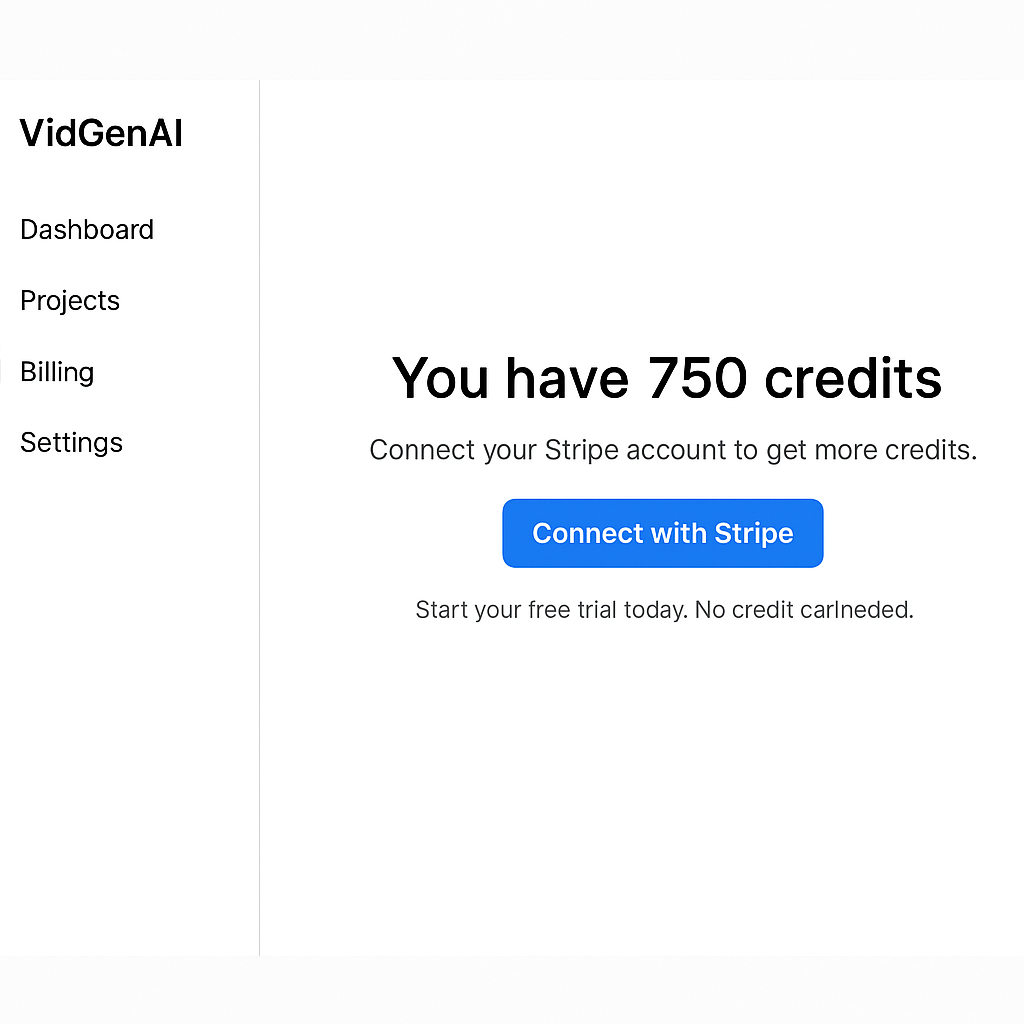 VidGenAI
Dashboard
Projects
Billing
Settings
You have 750 credits
Connect your Stripe account to get more credits.
Connect with Stripe
Start your free trial today. No credit carlneded.